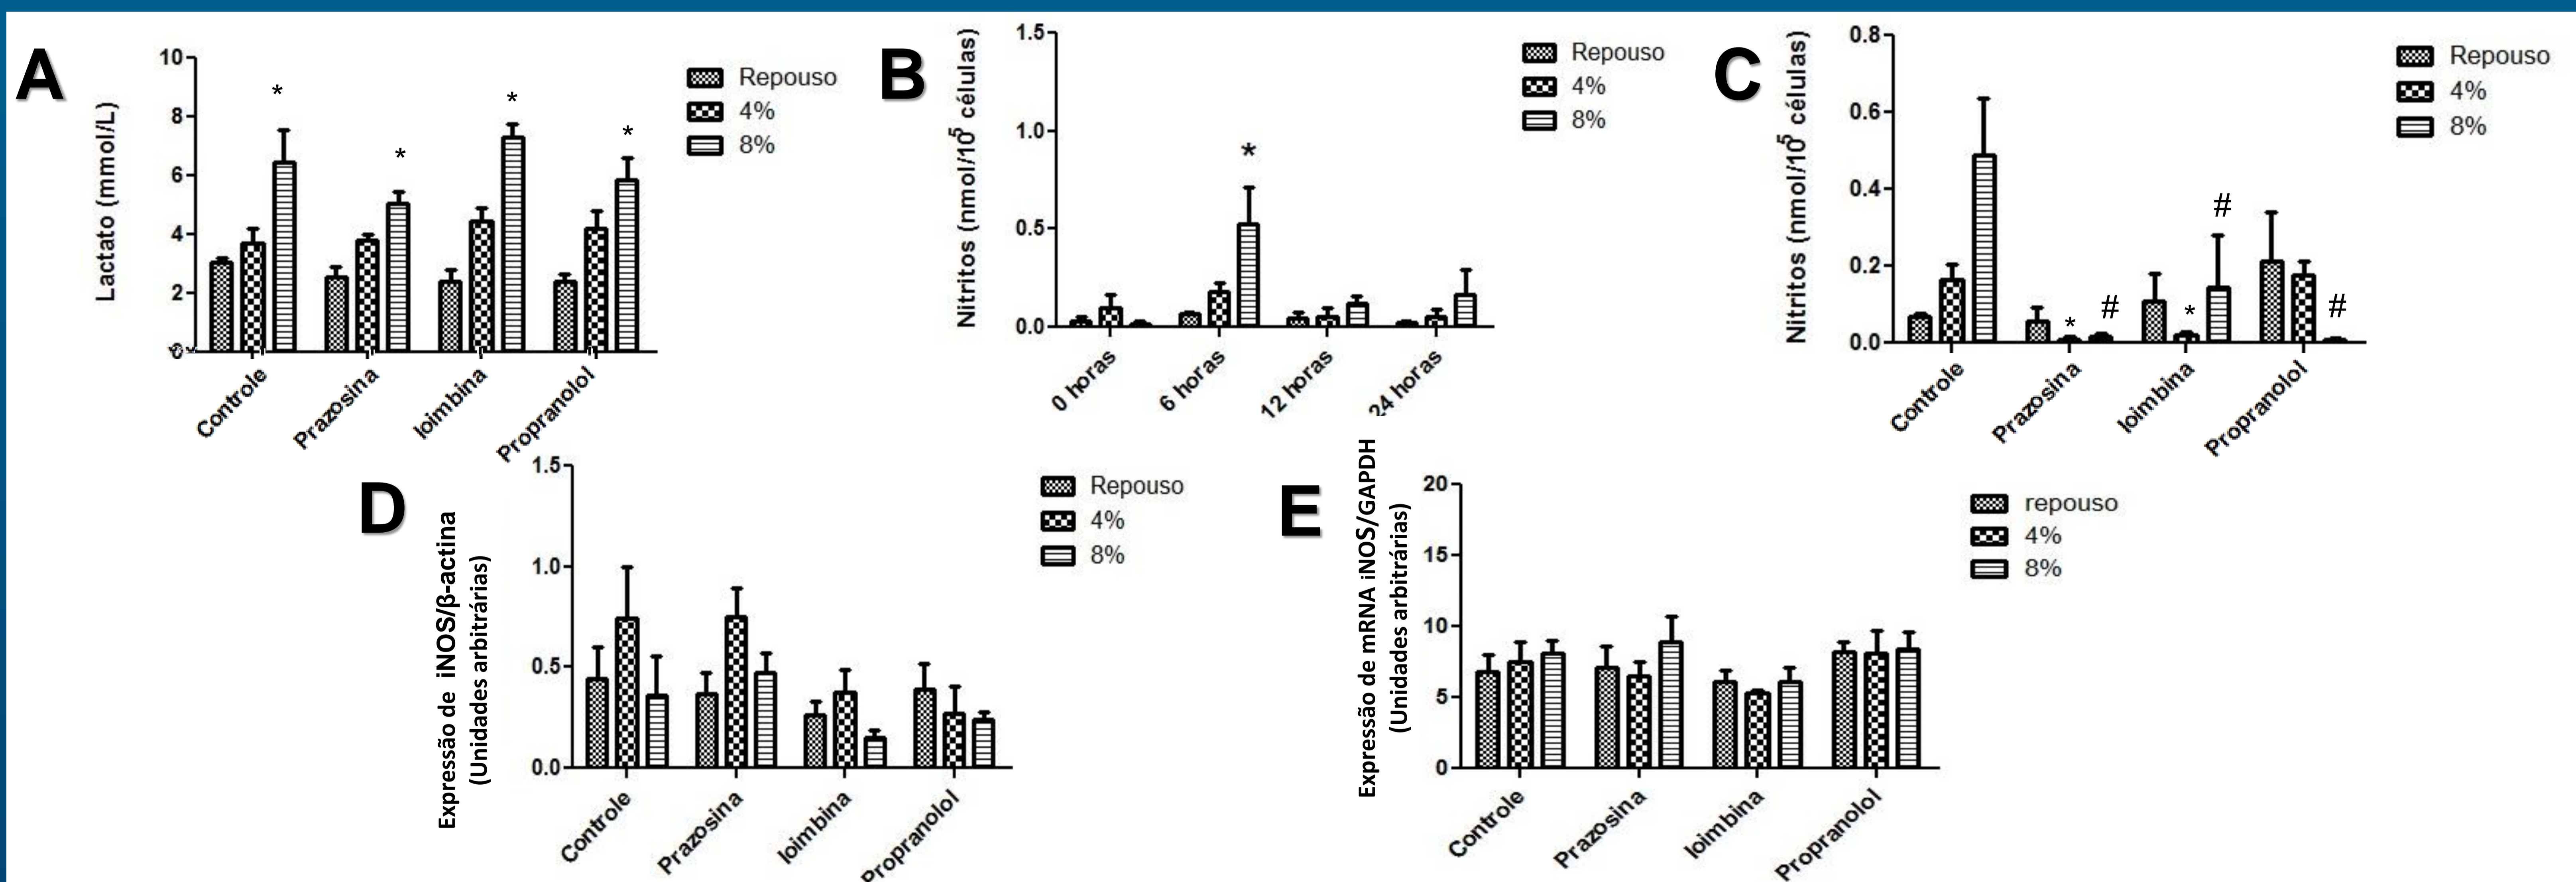 A
Lactato (mmol/L)
10
8
6
4
2
0
*
*
*
*
Controle
Prazosina
Ioimbina
Propranolol
Repouso
4%
8%
B
Nitritos (nmol/10⁵ células)
1.5
1.0
0.5
0.0
*
0 horas
6 horas
12 horas
24 horas
Repouso
4%
8%
C
Nitritos (nmol/10⁵ células)
0.8
0.6
0.4
0.2
0.0
*
#
*
#
#
Controle
Prazosina
Ioimbina
Propranolol
Repouso
4%
8%
D
Expressão de iNOS/β-actina
(Unidades arbitrárias)
1.5
1.0
0.5
0.0
Controle
Prazosina
Ioimbina
Propranolol
Repouso
4%
8%
E
Expressão de mRNA iNOS/GAPDH
(Unidades arbitrárias)
20
15
10
5
0
Controle
Prazosina
Ioimbina
Propranolol
repouso
4%
8%